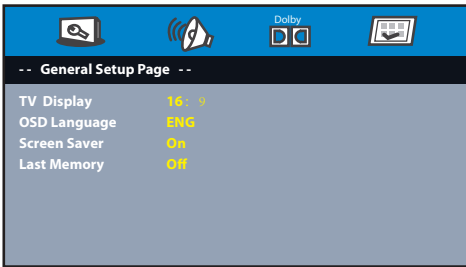 Dolby
-- General Setup Page --
TV Display 16: 9
OSD Language ENG
Screen Saver On
Last Memory Off